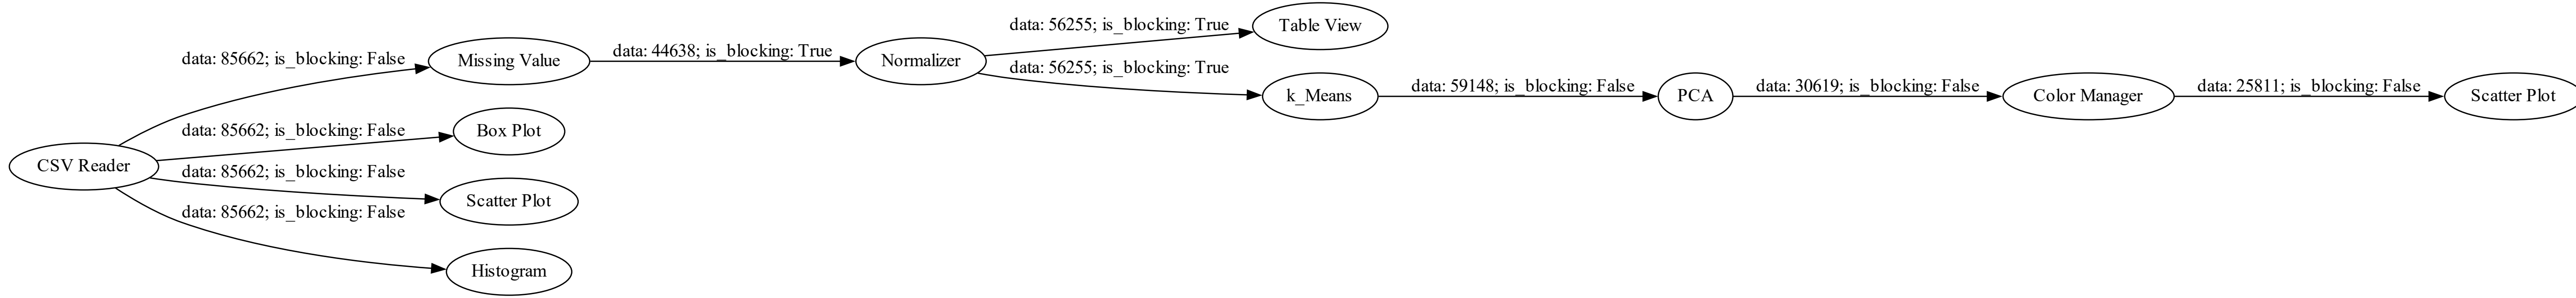 CSV Reader
data: 85662; is_blocking: False
Missing Value
data: 85662; is_blocking: False
Box Plot
data: 85662; is_blocking: False
Scatter Plot
data: 85662; is_blocking: False
Histogram
data: 44638; is_blocking: True
Normalizer
data: 56255; is_blocking: True
Table View
data: 56255; is_blocking: True
k_Means
data: 59148; is_blocking: False
PCA
data: 30619; is_blocking: False
Color Manager
data: 25811; is_blocking: False
Scatter Plot